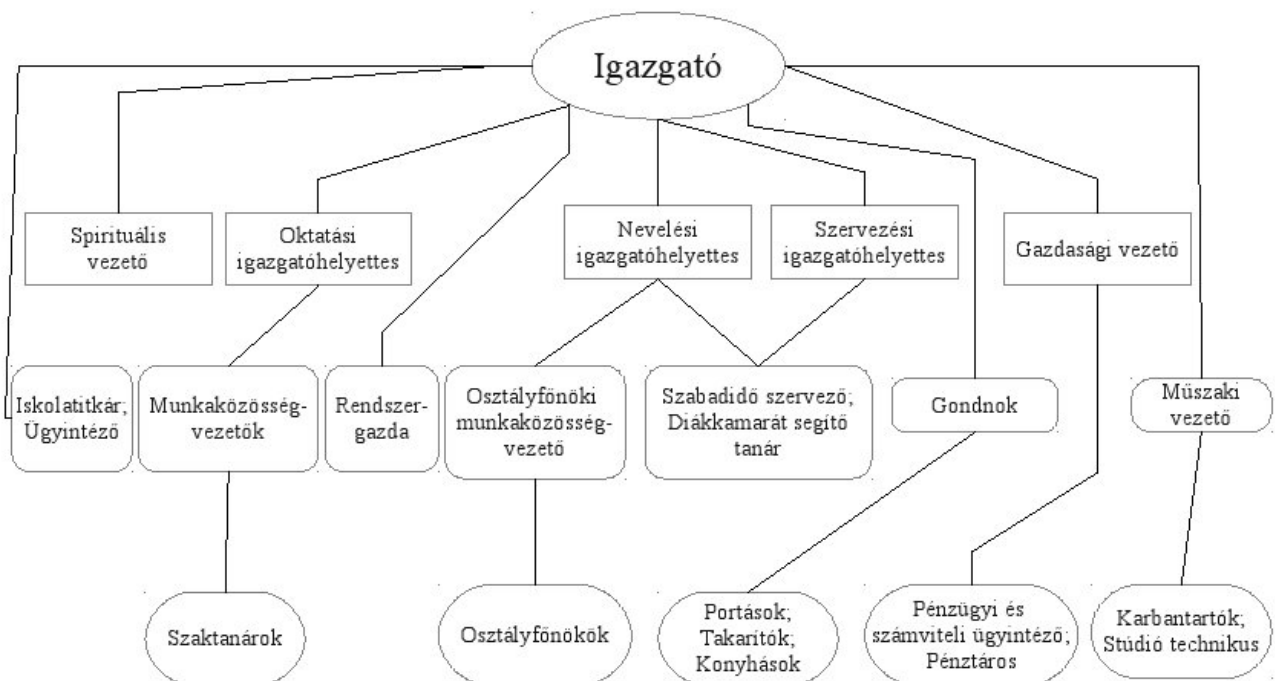 Igazgató
Spirituális
vezető
Oktatási
igazgatóhelyettes
Nevelési
igazgatóhelyettes
Szervezési
igazgatóhelyettes
Gazdasági vezető
Iskolatitkár;
Ügyintéző
Munkaközösség-
vezetők
Rendszer-
gazda
Osztályfőnöki
munkaközösség-
vezető
Szabadidő szervező;
Diákkamarát segítő
tanár
Gondnok
Műszaki
vezető
Szaktanárok
Osztályfőnökök
Portások;
Takarítók;
Konyhások
Pénzügyi és
számviteli ügyintéző;
Pénztáros
Karbantartók;
Stúdió technikus